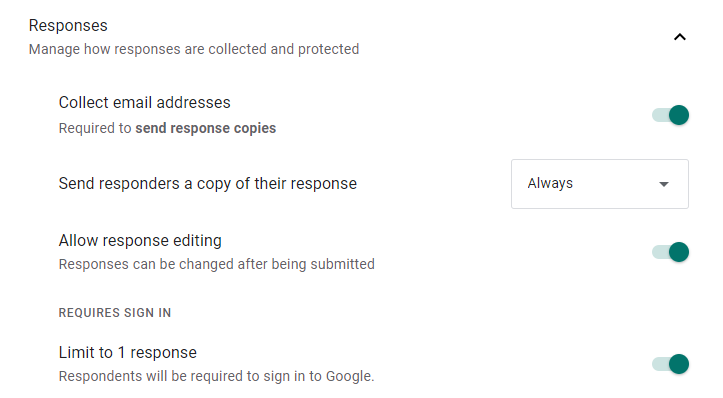 Responses
Manage how responses are collected and protected
Collect email addresses
Required to send response copies
Send responders a copy of their response
Always
Allow response editing
Responses can be changed after being submitted
REQUIRES SIGN IN
Limit to 1 response
Respondents will be required to sign in to Google.